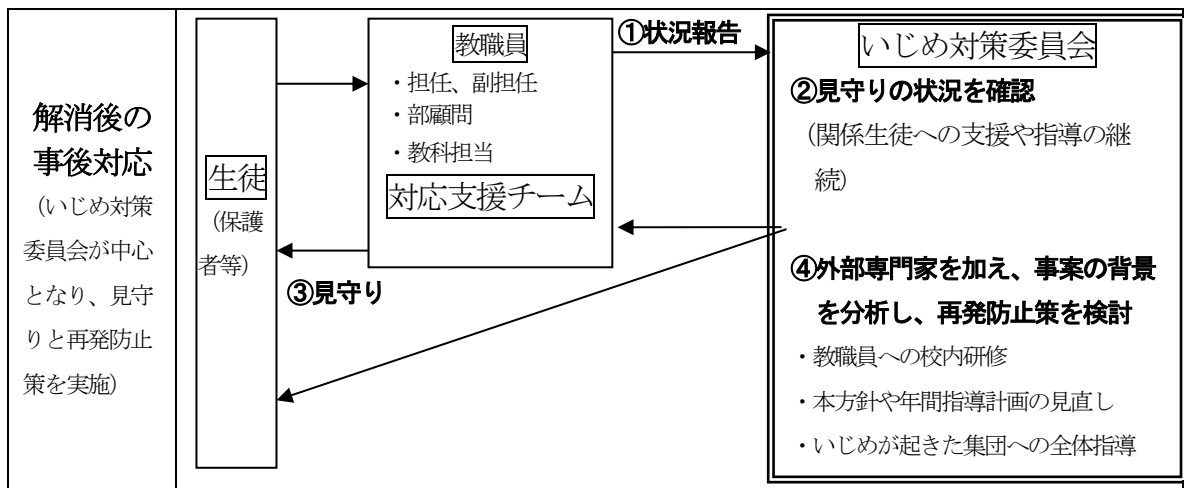 解消後の
事後対応
(いじめ対策
委員会が中心
となり、見守
りと再発防止
策を実施)
生徒
(保護
者等)
教職員
・担任、副担任
・部顧問
・教科担当
対応支援チーム
①状況報告
③見守り
いじめ対策委員会
②見守りの状況を確認
(関係生徒への支援や指導の継
続)
④外部専門家を加え、事案の背景
を分析し、再発防止策を検討
・教職員への校内研修
・本方針や年間指導計画の見直し
・いじめが起きた集団への全体指導